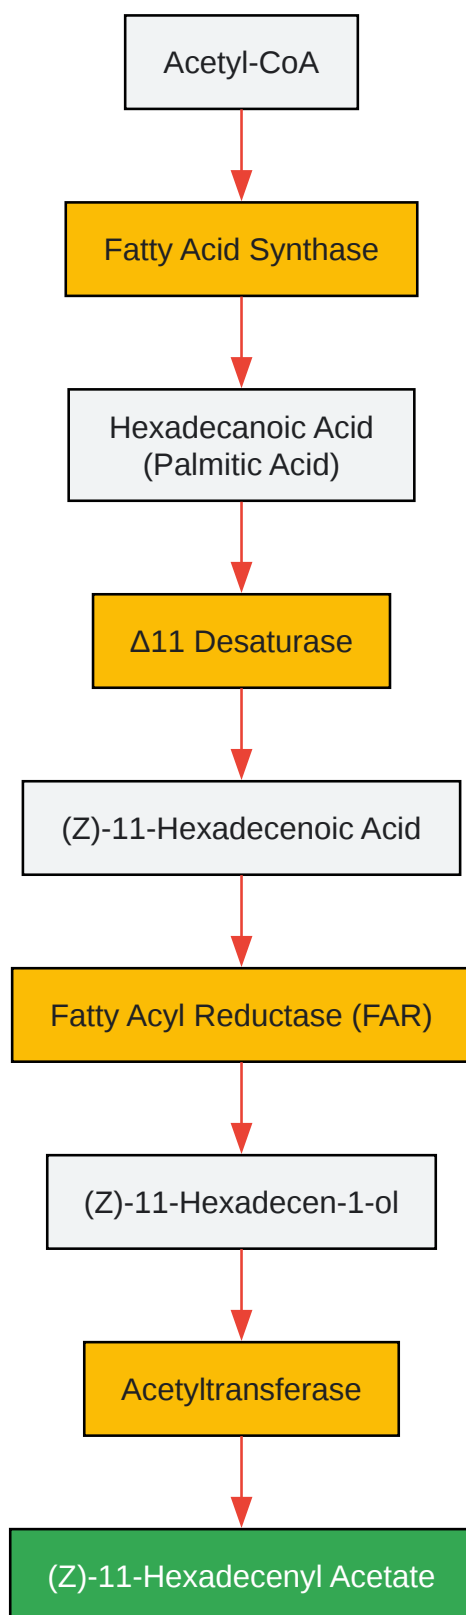 Acetyl-CoA
Fatty Acid Synthase
Hexadecanoic Acid
(Palmitic Acid)
Δ11 Desaturase
(Z)-11-Hexadecenoic Acid
Fatty Acyl Reductase (FAR)
(Z)-11-Hexadecen-1-ol
Acetyltransferase
(Z)-11-Hexadecenyl Acetate